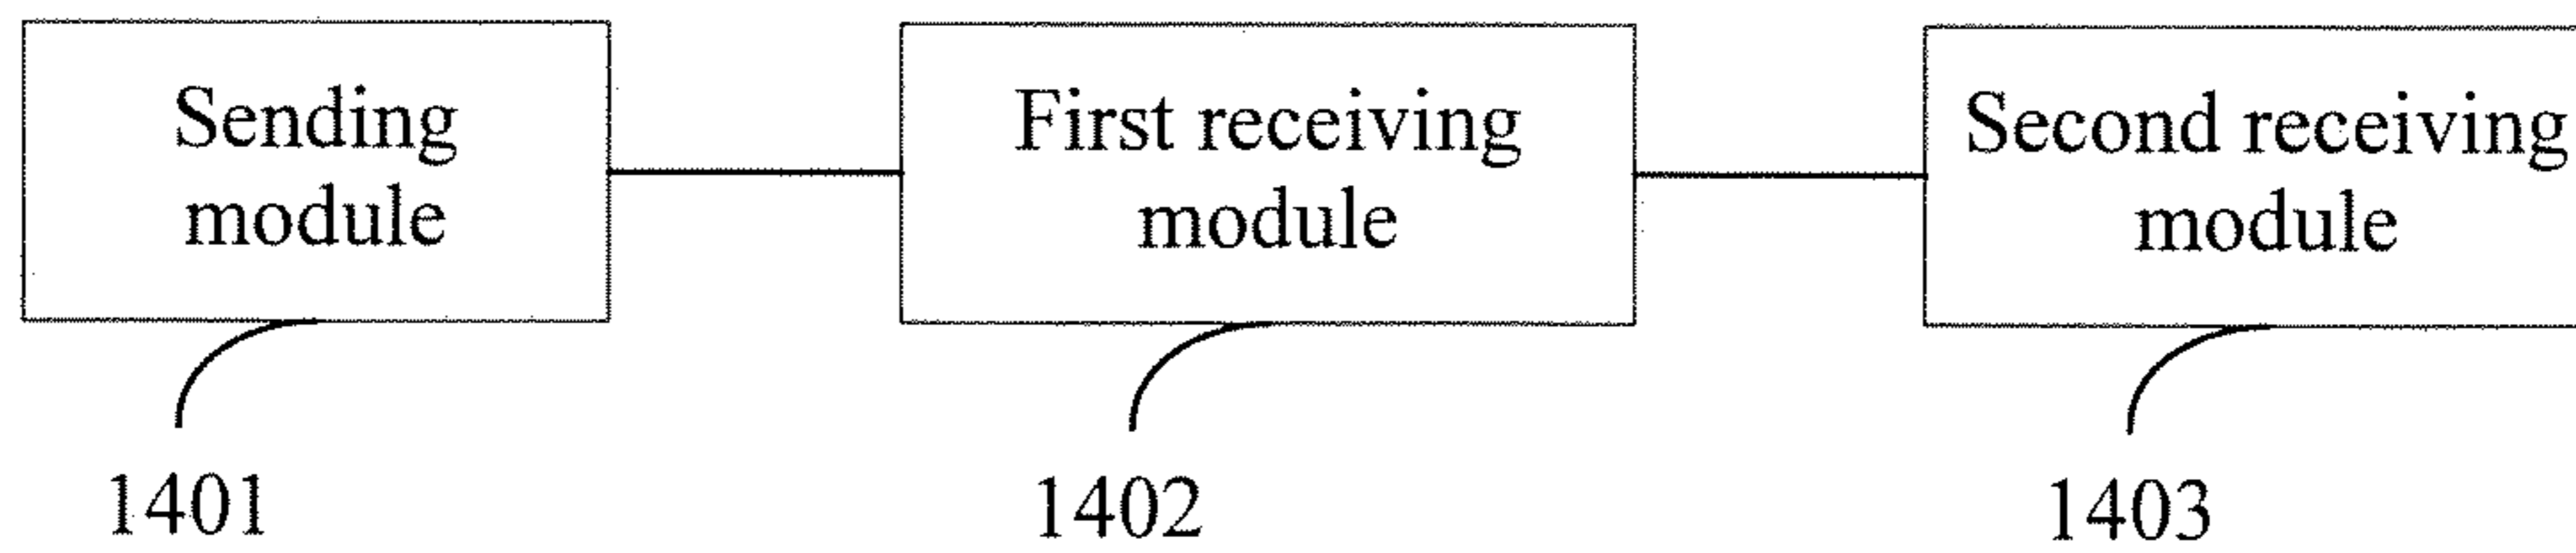 Sending
module
First receiving
module
Second receiving
module
1401
1402
1403